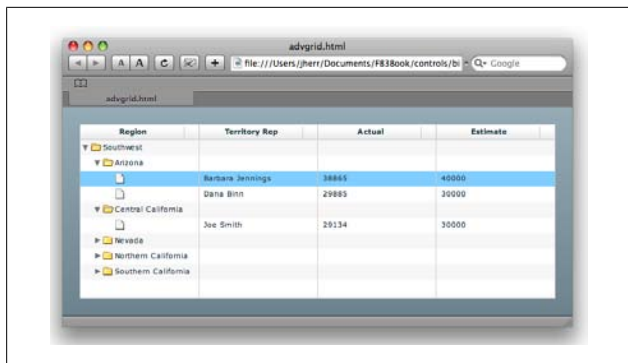 advgrid.html
A A file:///Users/jherr/Documents/FB3Book/controls/bi Google
advgrid.html
Region Territory Rep Actual Estimate
Southwest
Arizona
Barbara Jennings 38865 40000
Dana Binn 29885 30000
Central California
Joe Smith 29134 30000
Nevada
Northern California
Southern California